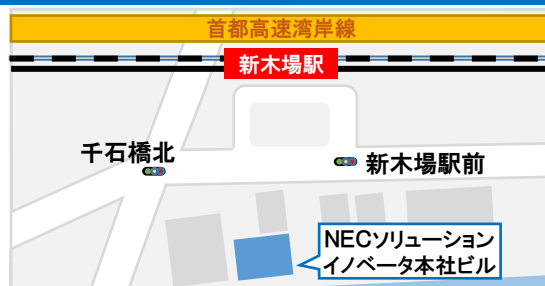 首都高速湾岸線
新木場駅
千石橋北
新木場駅前
NECソリューション
イノベータ本社ビル